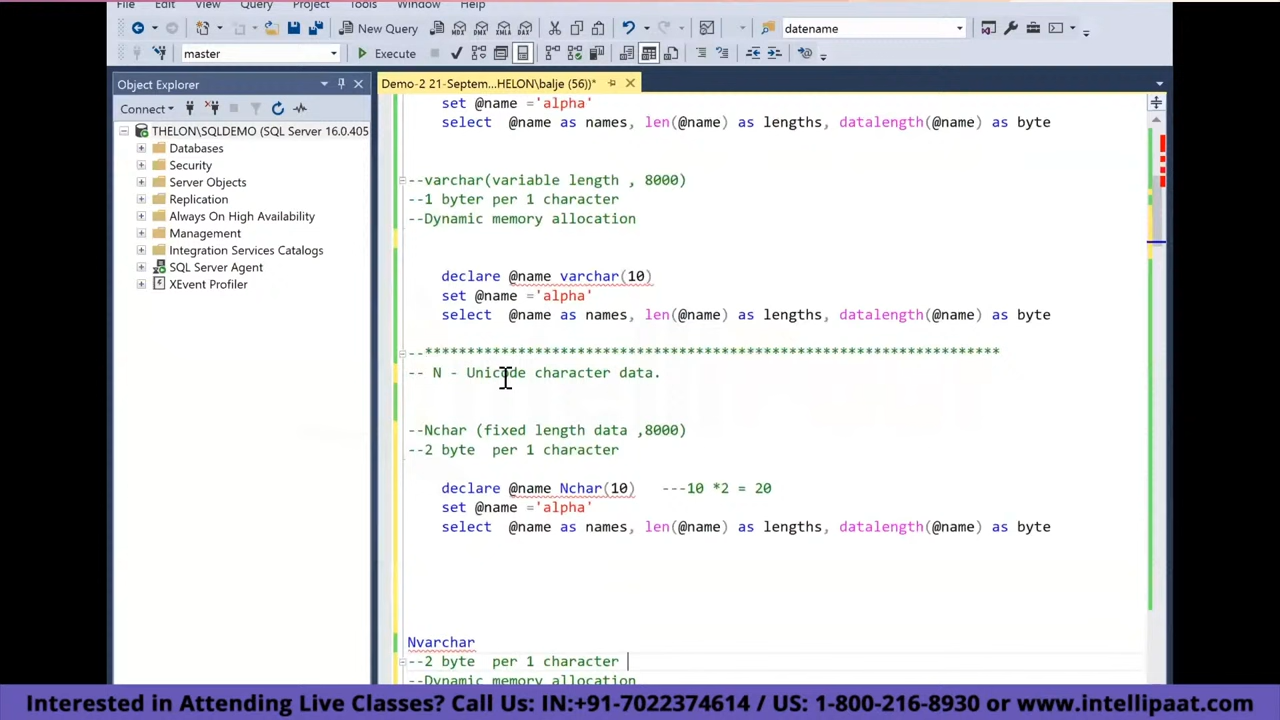 File Edit View Query Project Tools Window Help
New Query
MDX DMX XMLA DAX
datename
master
Execute
Object Explorer
Demo-2 21-Septem...HELON\balje (56))*
Connect
THELON\SQLDEMO (SQL Server 16.0.405
Databases
Security
Server Objects
Replication
Always On High Availability
Management
Integration Services Catalogs
SQL Server Agent
XEvent Profiler
set @name ='alpha'
select @name as names, len(@name) as lengths, datalength(@name) as byte
--varchar(variable length , 8000)
--1 byter per 1 character
--Dynamic memory allocation
declare @name varchar(10)
set @name ='alpha'
select @name as names, len(@name) as lengths, datalength(@name) as byte
--********************************************************************
-- N - Unicode character data.
--Nchar (fixed length data ,8000)
--2 byte per 1 character
declare @name Nchar(10) ---10 *2 = 20
set @name ='alpha'
select @name as names, len(@name) as lengths, datalength(@name) as byte
Nvarchar
--2 byte per 1 character
--Dynamic memory allocation
Interested in Attending Live Classes? Call Us: IN:+91-7022374614 / US: 1-800-216-8930 or www.intellipaat.com